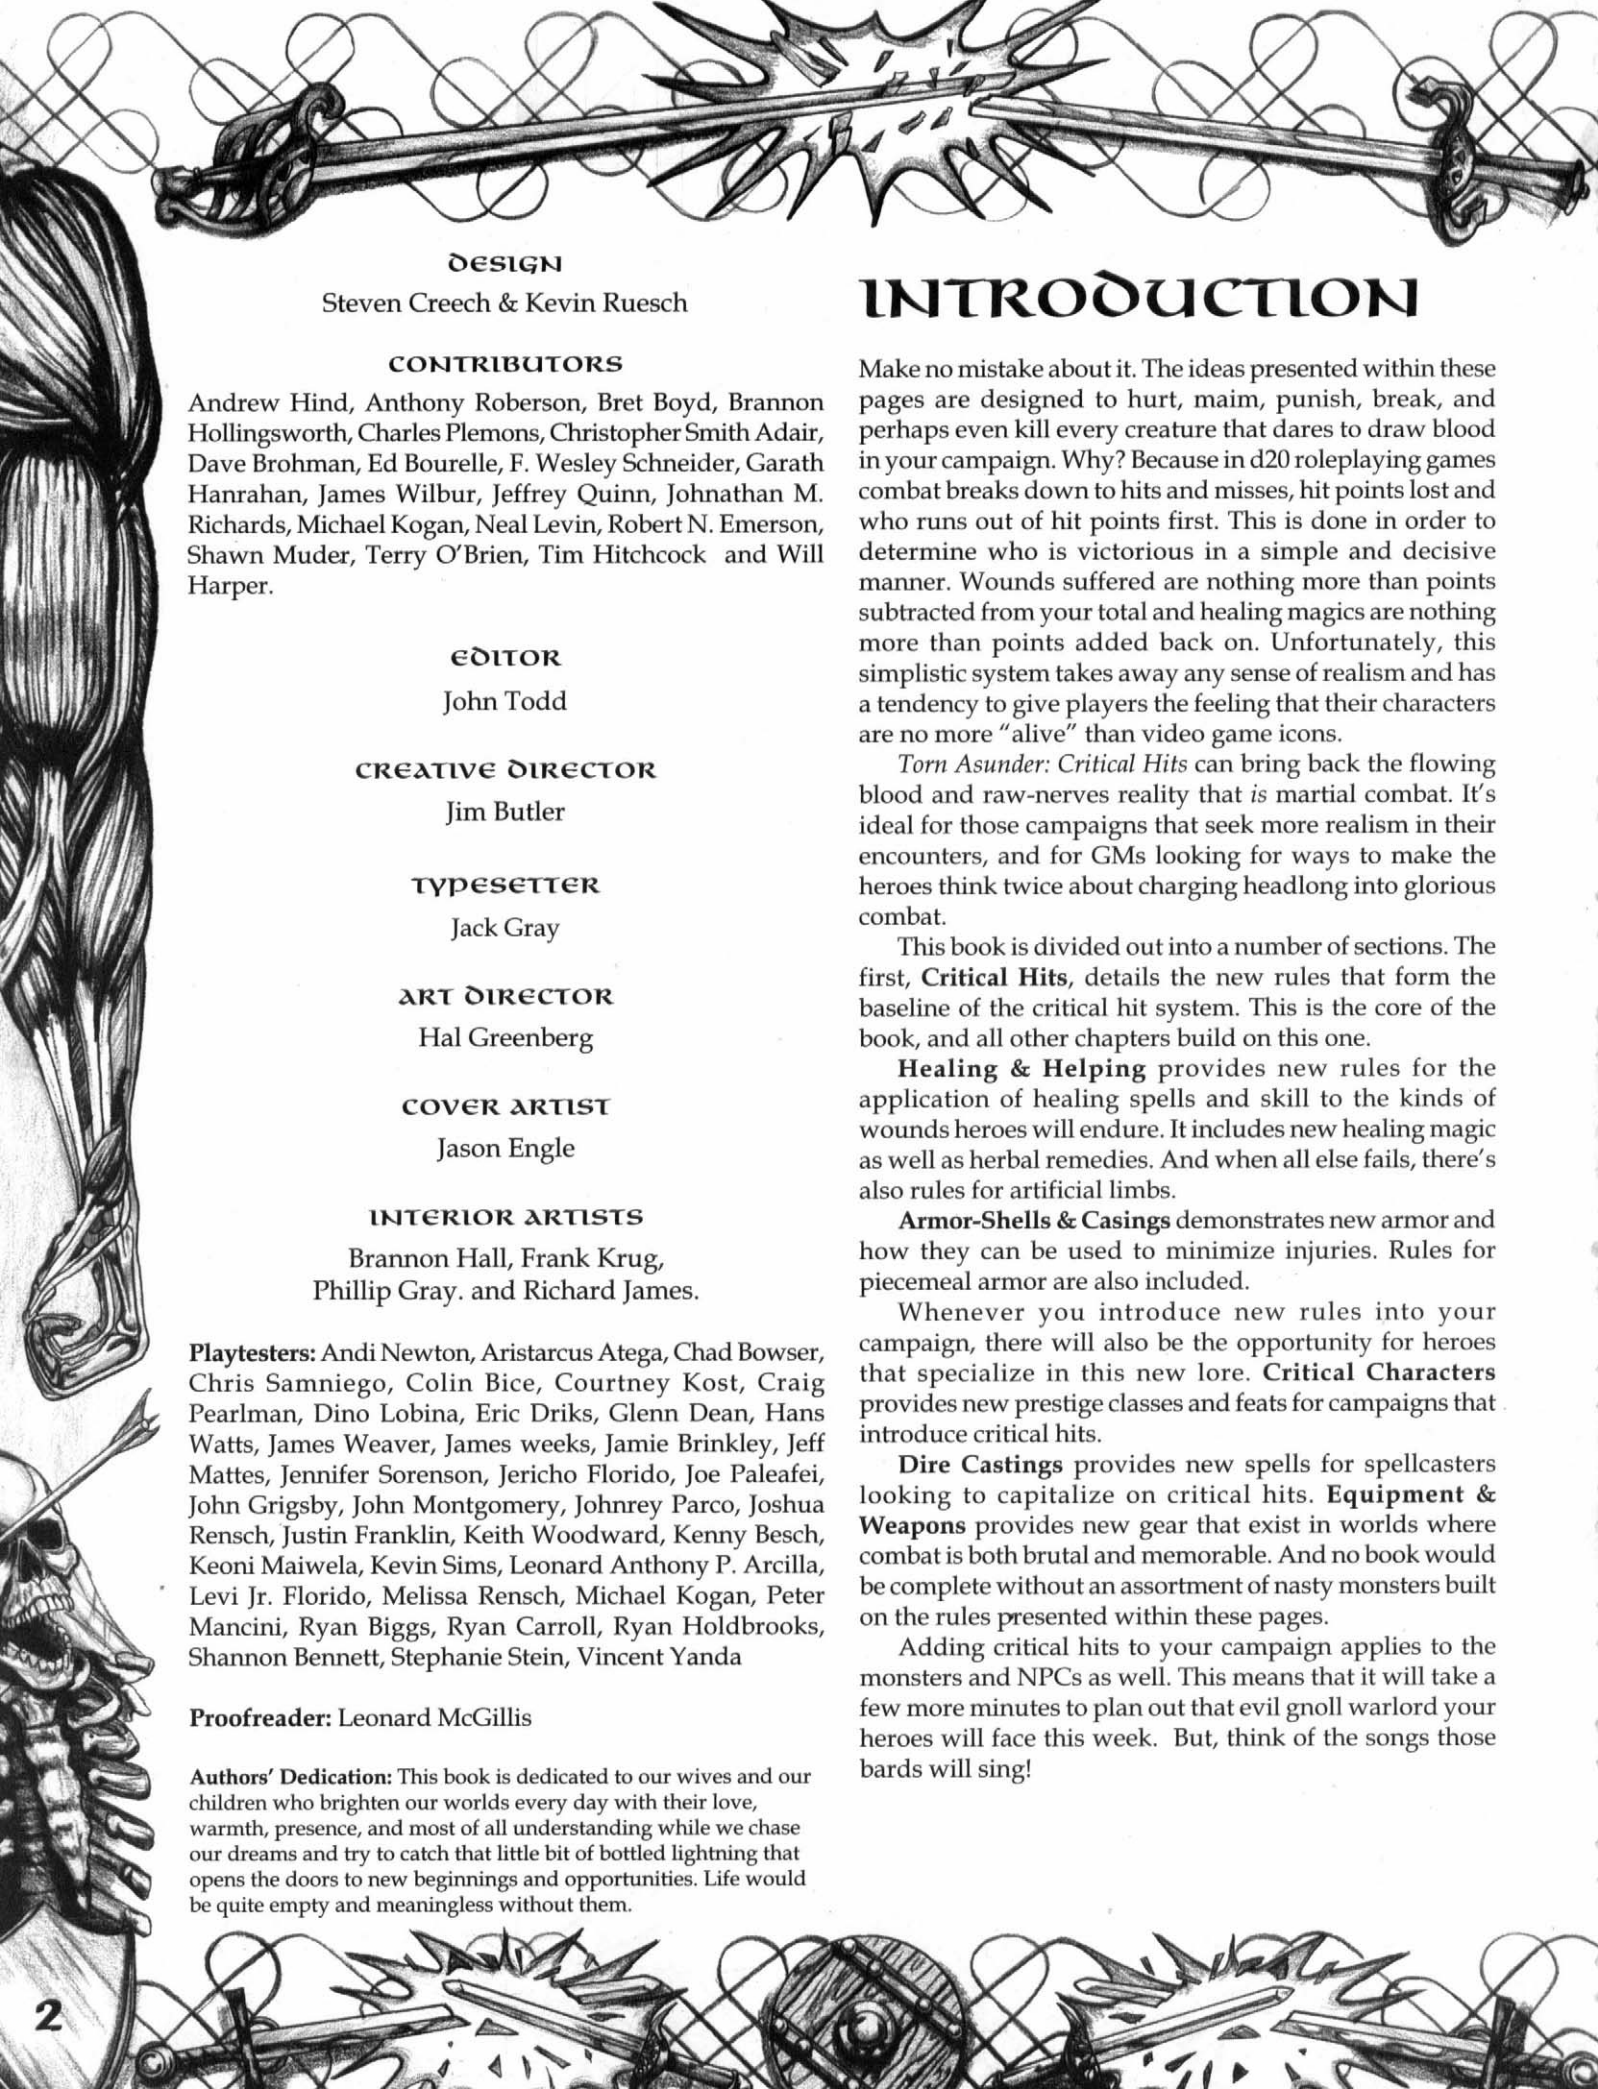 DESIGN
Steven Creech & Kevin Ruesch
CONTRIBUTORS
Andrew Hind, Anthony Roberson, Bret Boyd, Brannon
Hollingsworth, Charles Plemons, Christopher Smith Adair,
Dave Brohman, Ed Bourelle, F. Wesley Schneider, Garath
Hanrahan, James Wilbur, Jeffrey Quinn, Johnathan M.
Richards, Michael Kogan, Neal Levin, Robert N. Emerson,
Shawn Muder, Terry O'Brien, Tim Hitchcock and Will
Harper.
EDITOR
John Todd
CREATIVE DIRECTOR
Jim Butler
TYPESETTER
Jack Gray
ART DIRECTOR
Hal Greenberg
COVER ARTIST
Jason Engle
INTERIOR ARTISTS
Brannon Hall, Frank Krug,
Phillip Gray. and Richard James.
Playtesters: Andi Newton, Aristarcus Atega, Chad Bowser,
Chris Samniego, Colin Bice, Courtney Kost, Craig
Pearlman, Dino Lobina, Eric Driks, Glenn Dean, Hans
Watts, James Weaver, James weeks, Jamie Brinkley, Jeff
Mattes, Jennifer Sorenson, Jericho Florido, Joe Paleafei,
John Grigsby, John Montgomery, Johnrey Parco, Joshua
Rensch, Justin Franklin, Keith Woodward, Kenny Besch,
Keoni Maiwela, Kevin Sims, Leonard Anthony P. Arcilla,
Levi Jr. Florido, Melissa Rensch, Michael Kogan, Peter
Mancini, Ryan Biggs, Ryan Carroll, Ryan Holdbrooks,
Shannon Bennett, Stephanie Stein, Vincent Yanda
Proofreader: Leonard McGillis
Authors' Dedication: This book is dedicated to our wives and our
children who brighten our worlds every day with their love,
warmth, presence, and most of all understanding while we chase
our dreams and try to catch that little bit of bottled lightning that
opens the doors to new beginnings and opportunities. Life would
be quite empty and meaningless without them.
INTRODUCTION
Make no mistake about it. The ideas presented within these
pages are designed to hurt, maim, punish, break, and
perhaps even kill every creature that dares to draw blood
in your campaign. Why? Because in d20 roleplaying games
combat breaks down to hits and misses, hit points lost and
who runs out of hit points first. This is done in order to
determine who is victorious in a simple and decisive
manner. Wounds suffered are nothing more than points
subtracted from your total and healing magics are nothing
more than points added back on. Unfortunately, this
simplistic system takes away any sense of realism and has
a tendency to give players the feeling that their characters
are no more "alive" than video game icons.
Torn Asunder: Critical Hits can bring back the flowing
blood and raw-nerves reality that is martial combat. It's
ideal for those campaigns that seek more realism in their
encounters, and for GMs looking for ways to make the
heroes think twice about charging headlong into glorious
combat.
This book is divided out into a number of sections. The
first, Critical Hits, details the new rules that form the
baseline of the critical hit system. This is the core of the
book, and all other chapters build on this one.
Healing & Helping provides new rules for the
application of healing spells and skill to the kinds of
wounds heroes will endure. It includes new healing magic
as well as herbal remedies. And when all else fails, there's
also rules for artificial limbs.
Armor-Shells & Casings demonstrates new armor and
how they can be used to minimize injuries. Rules for
piecemeal armor are also included.
Whenever you introduce new rules into your
campaign, there will also be the opportunity for heroes
that specialize in this new lore. Critical Characters
provides new prestige classes and feats for campaigns that
introduce critical hits.
Dire Castings provides new spells for spellcasters
looking to capitalize on critical hits. Equipment &
Weapons provides new gear that exist in worlds where
combat is both brutal and memorable. And no book would
be complete without an assortment of nasty monsters built
on the rules presented within these pages.
Adding critical hits to your campaign applies to the
monsters and NPCs as well. This means that it will take a
few more minutes to plan out that evil gnoll warlord your
heroes will face this week. But, think of the songs those
bards will sing!
2